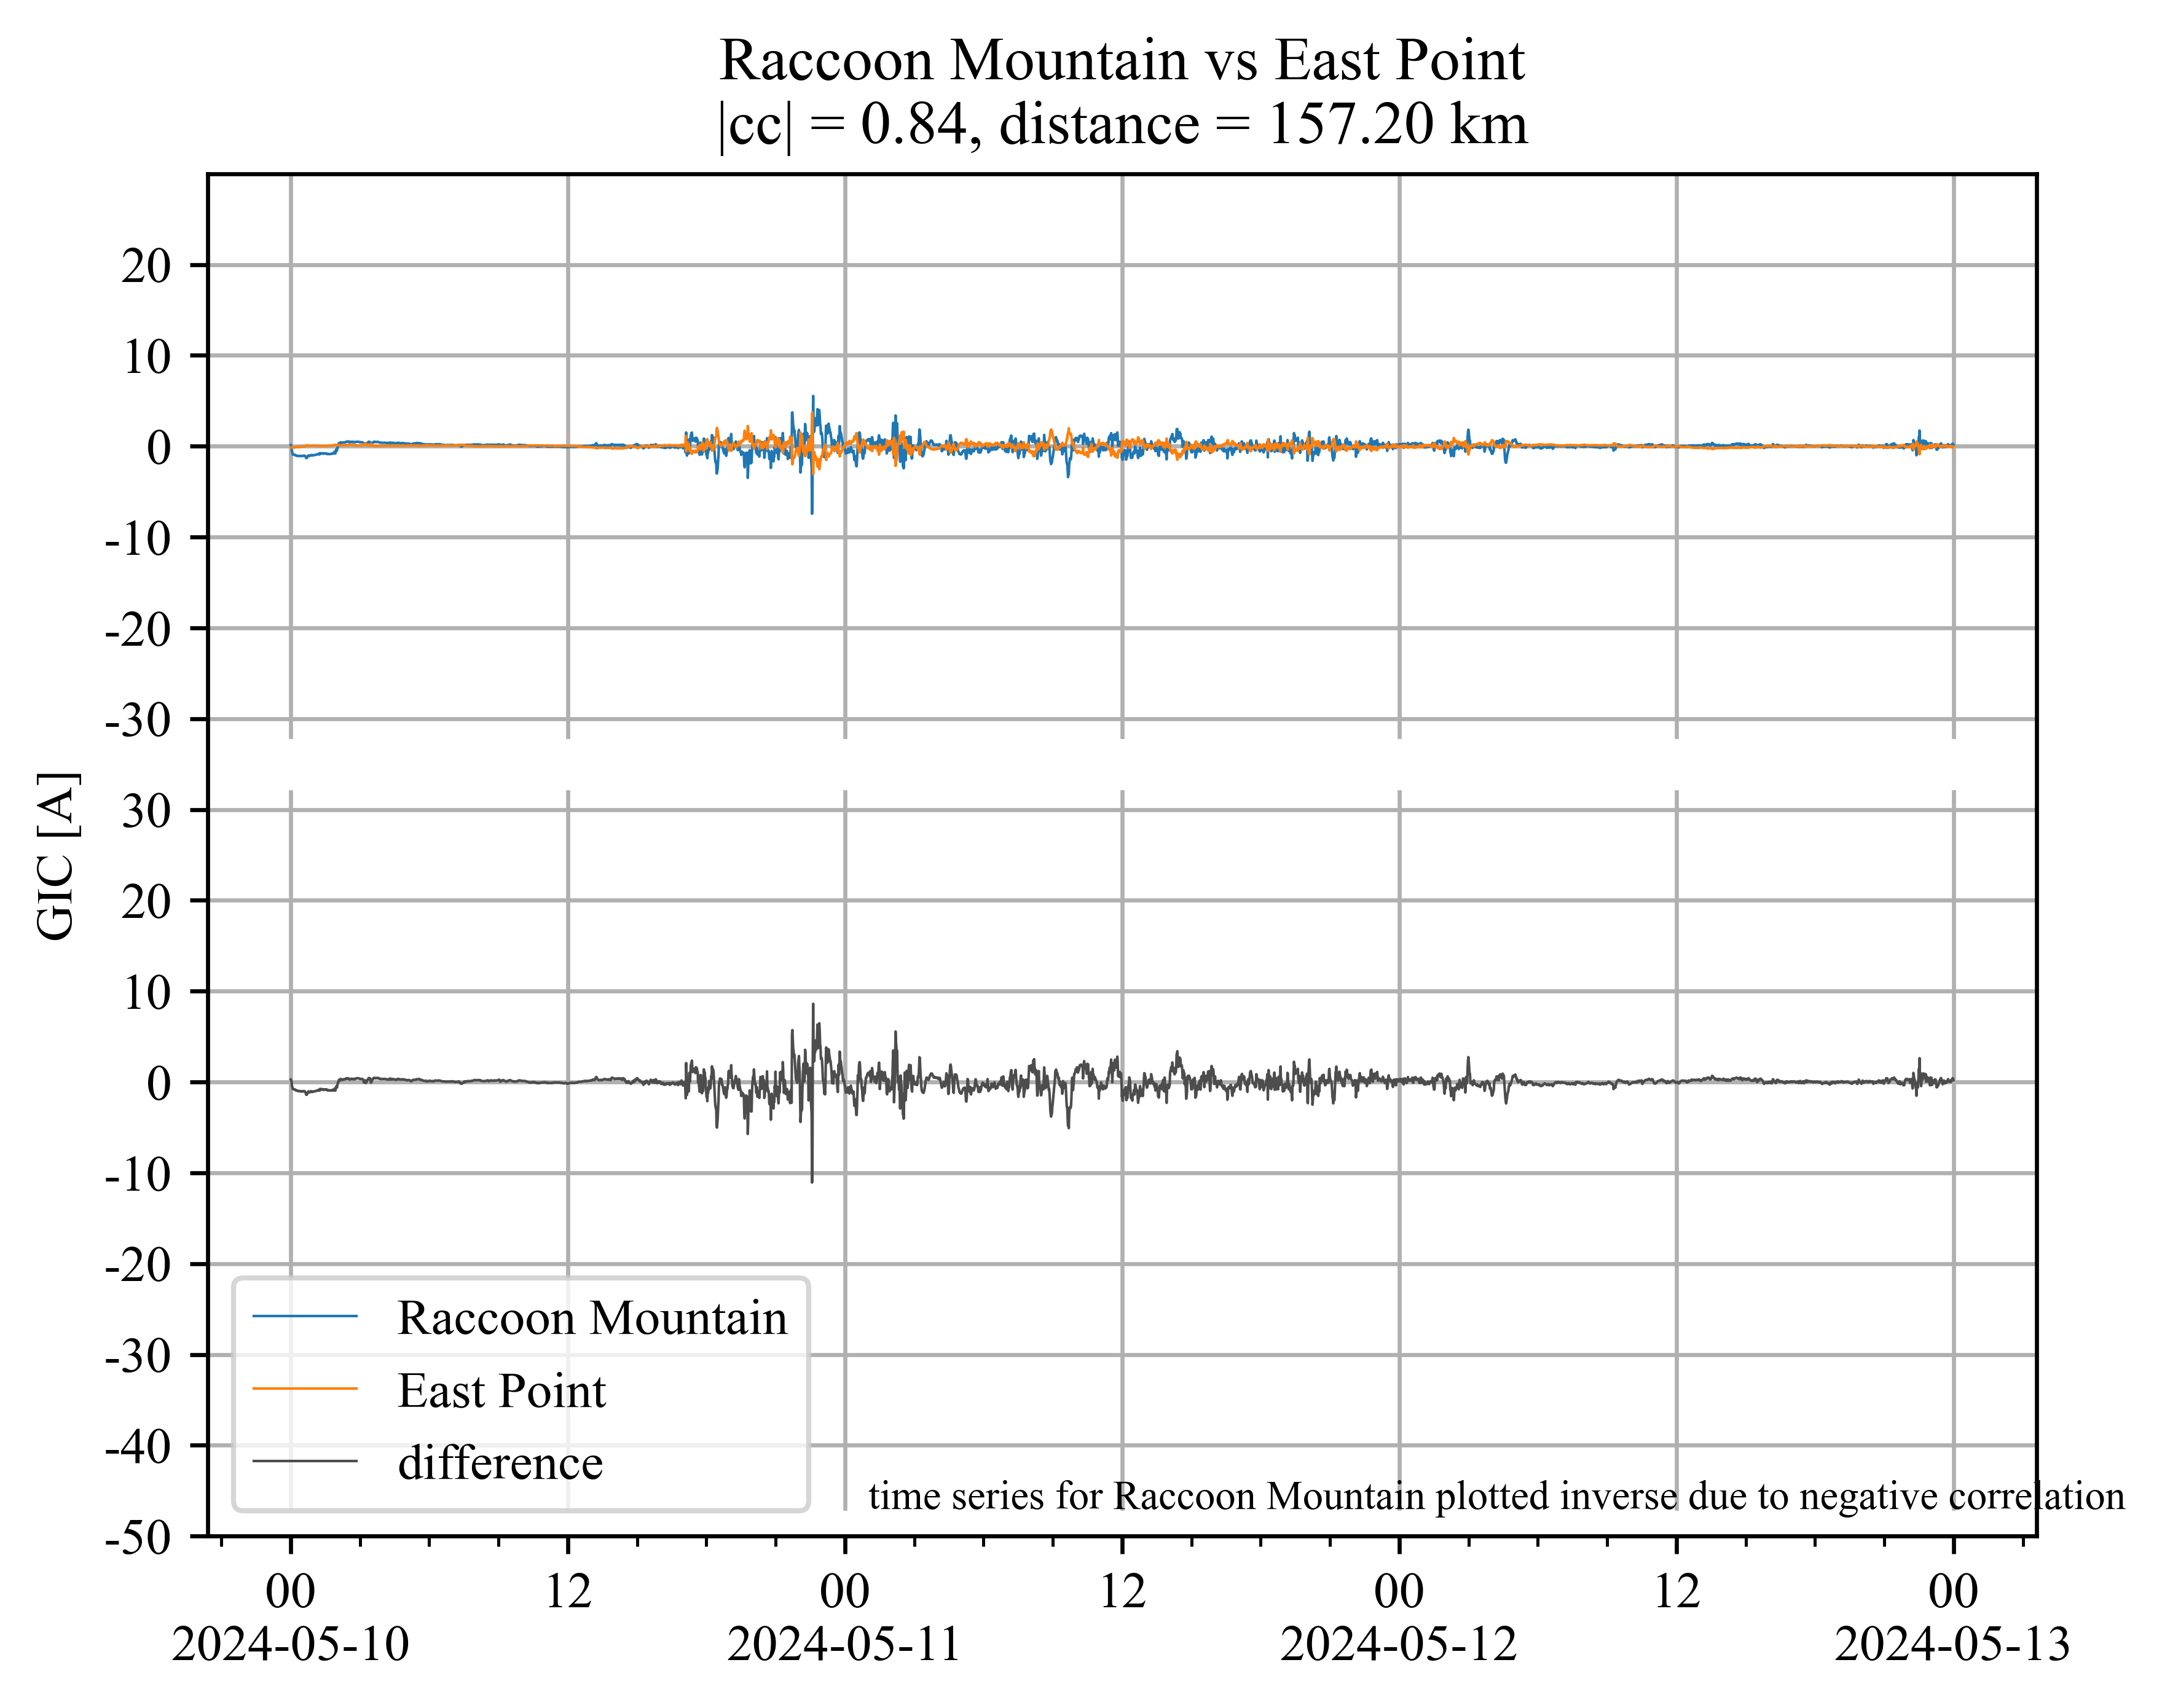 Raccoon Mountain vs East Point
|cc| = 0.84, distance = 157.20 km
20
10
0
-10
-20
-30
GIC [A]
30
20
10
0
-10
-20
-30
-40
-50
Raccoon Mountain
East Point
difference
time series for Raccoon Mountain plotted inverse due to negative correlation
00 12 00 12 00 12 00
2024-05-10 2024-05-11 2024-05-12 2024-05-13